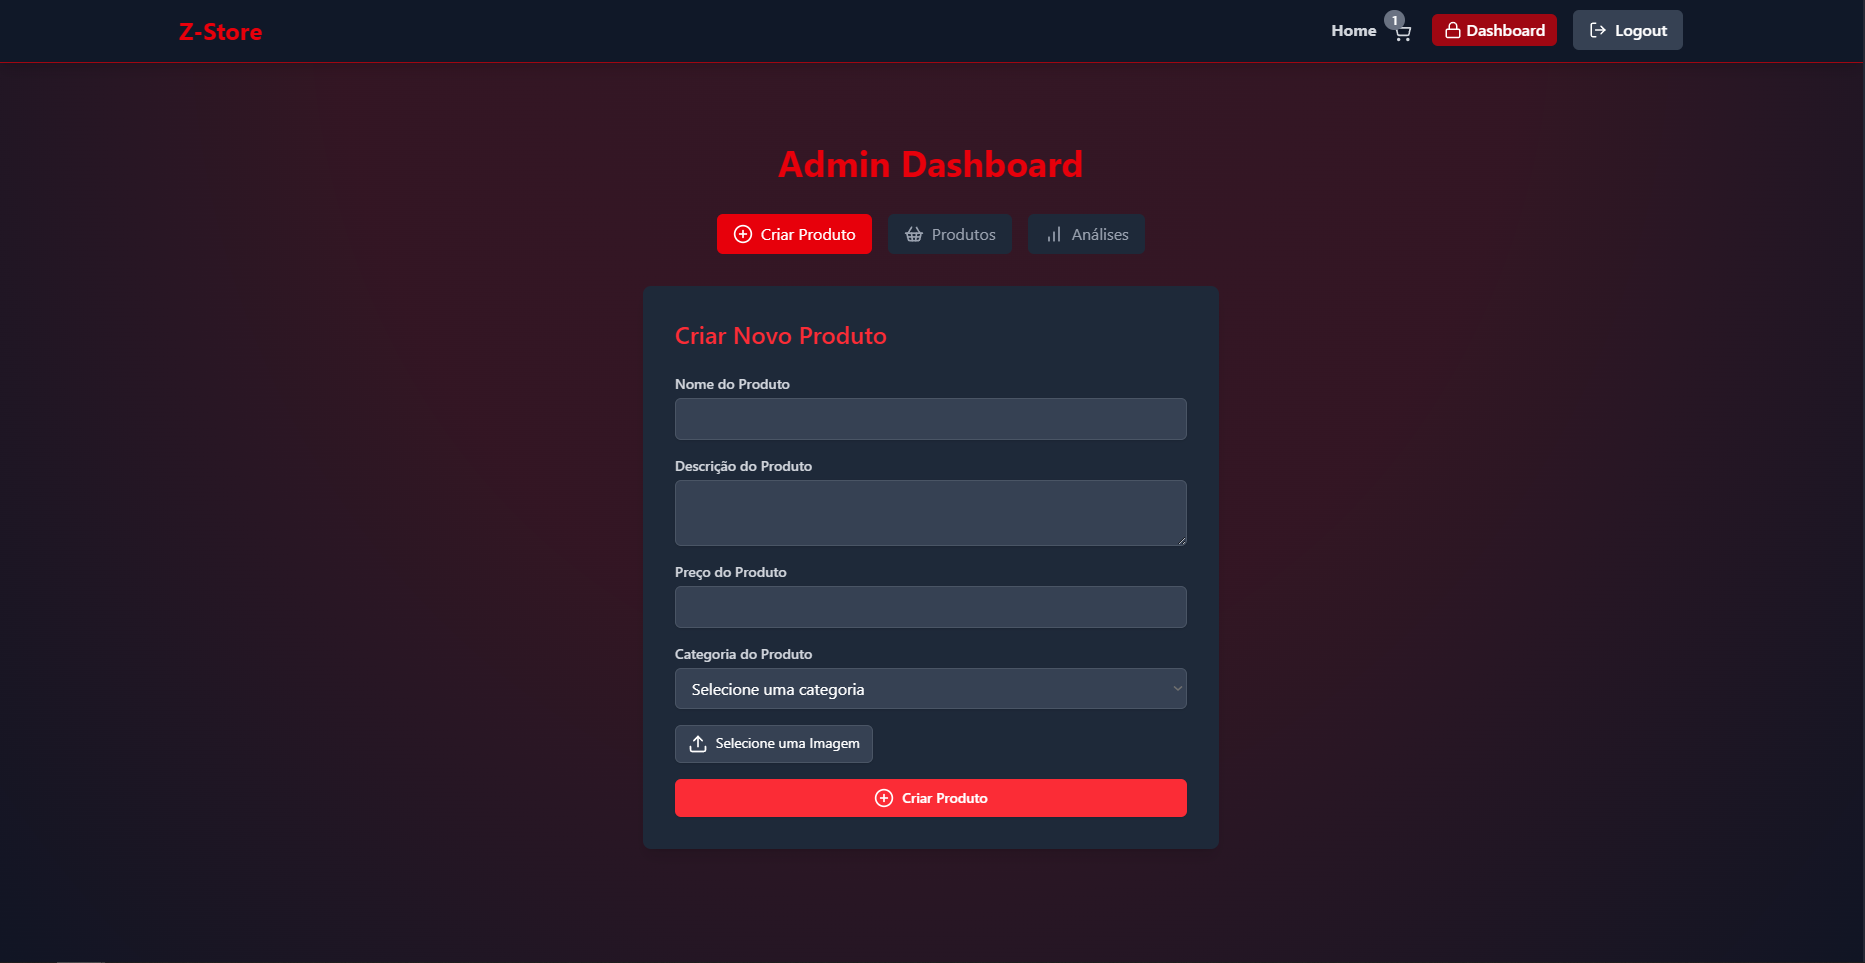 Z-Store
Home 1 Dashboard Logout
Admin Dashboard
Criar Produto Produtos Análises
Criar Novo Produto
Nome do Produto
Descrição do Produto
Preço do Produto
Categoria do Produto
Selecione uma categoria
Selecione uma Imagem
Criar Produto